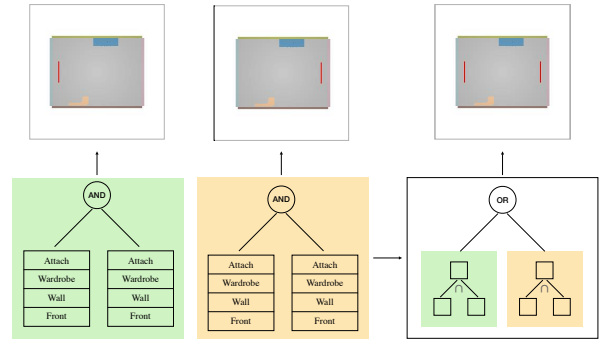 AND
AND
OR
Attach
Wardrobe
Wall
Front
Attach
Wardrobe
Wall
Front
Attach
Wardrobe
Wall
Front
Attach
Wardrobe
Wall
Front
∩
∩